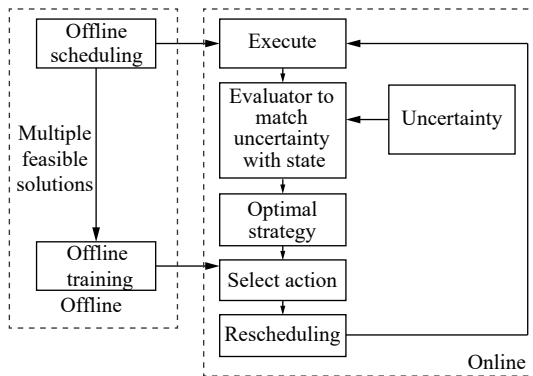 Offline
scheduling
Multiple
feasible
solutions
Offline
training
Offline
Execute
Evaluator to
match
uncertainty
with state
Uncertainty
Optimal
strategy
Select action
Rescheduling
Online